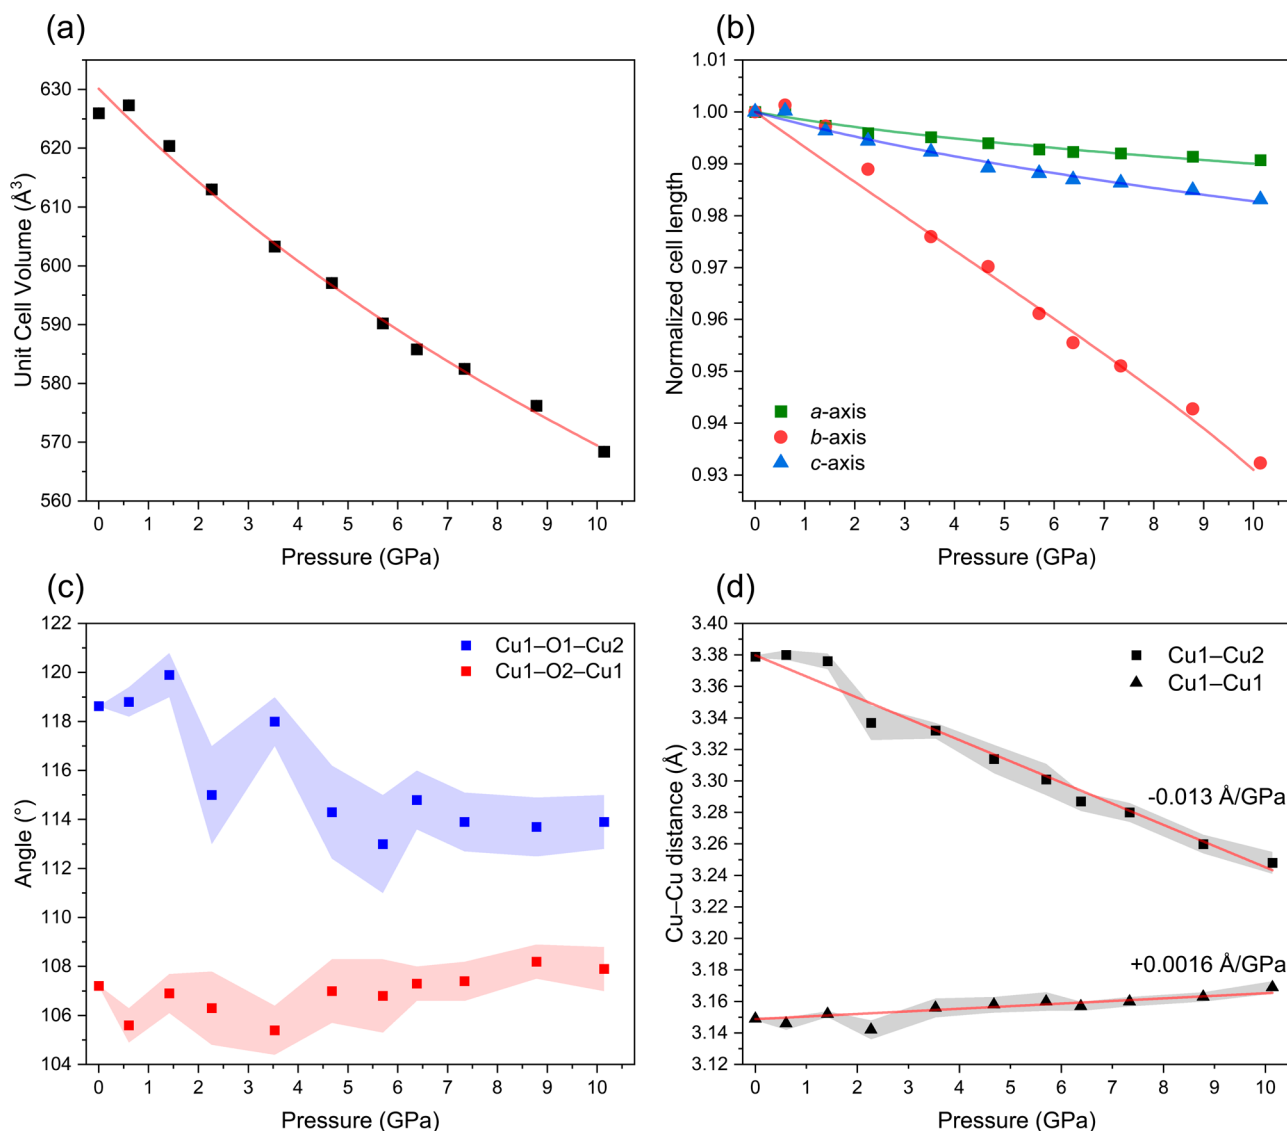 (a)
630
620
610
600
590
580
570
560
Unit Cell Volume (Å³)
0 1 2 3 4 5 6 7 8 9 10
Pressure (GPa)
(b)
1.01
1.00
0.99
0.98
0.97
0.96
0.95
0.94
0.93
Normalized cell length
a-axis
b-axis
c-axis
0 1 2 3 4 5 6 7 8 9 10
Pressure (GPa)
(c)
122
120
118
116
114
112
110
108
106
104
Angle (°)
Cu1–O1–Cu2
Cu1–O2–Cu1
0 1 2 3 4 5 6 7 8 9 10
Pressure (GPa)
(d)
3.40
3.38
3.36
3.34
3.32
3.30
3.28
3.26
3.24
3.22
3.20
3.18
3.16
3.14
3.12
Cu–Cu distance (Å)
Cu1–Cu2
Cu1–Cu1
-0.013 Å/GPa
+0.0016 Å/GPa
0 1 2 3 4 5 6 7 8 9 10
Pressure (GPa)